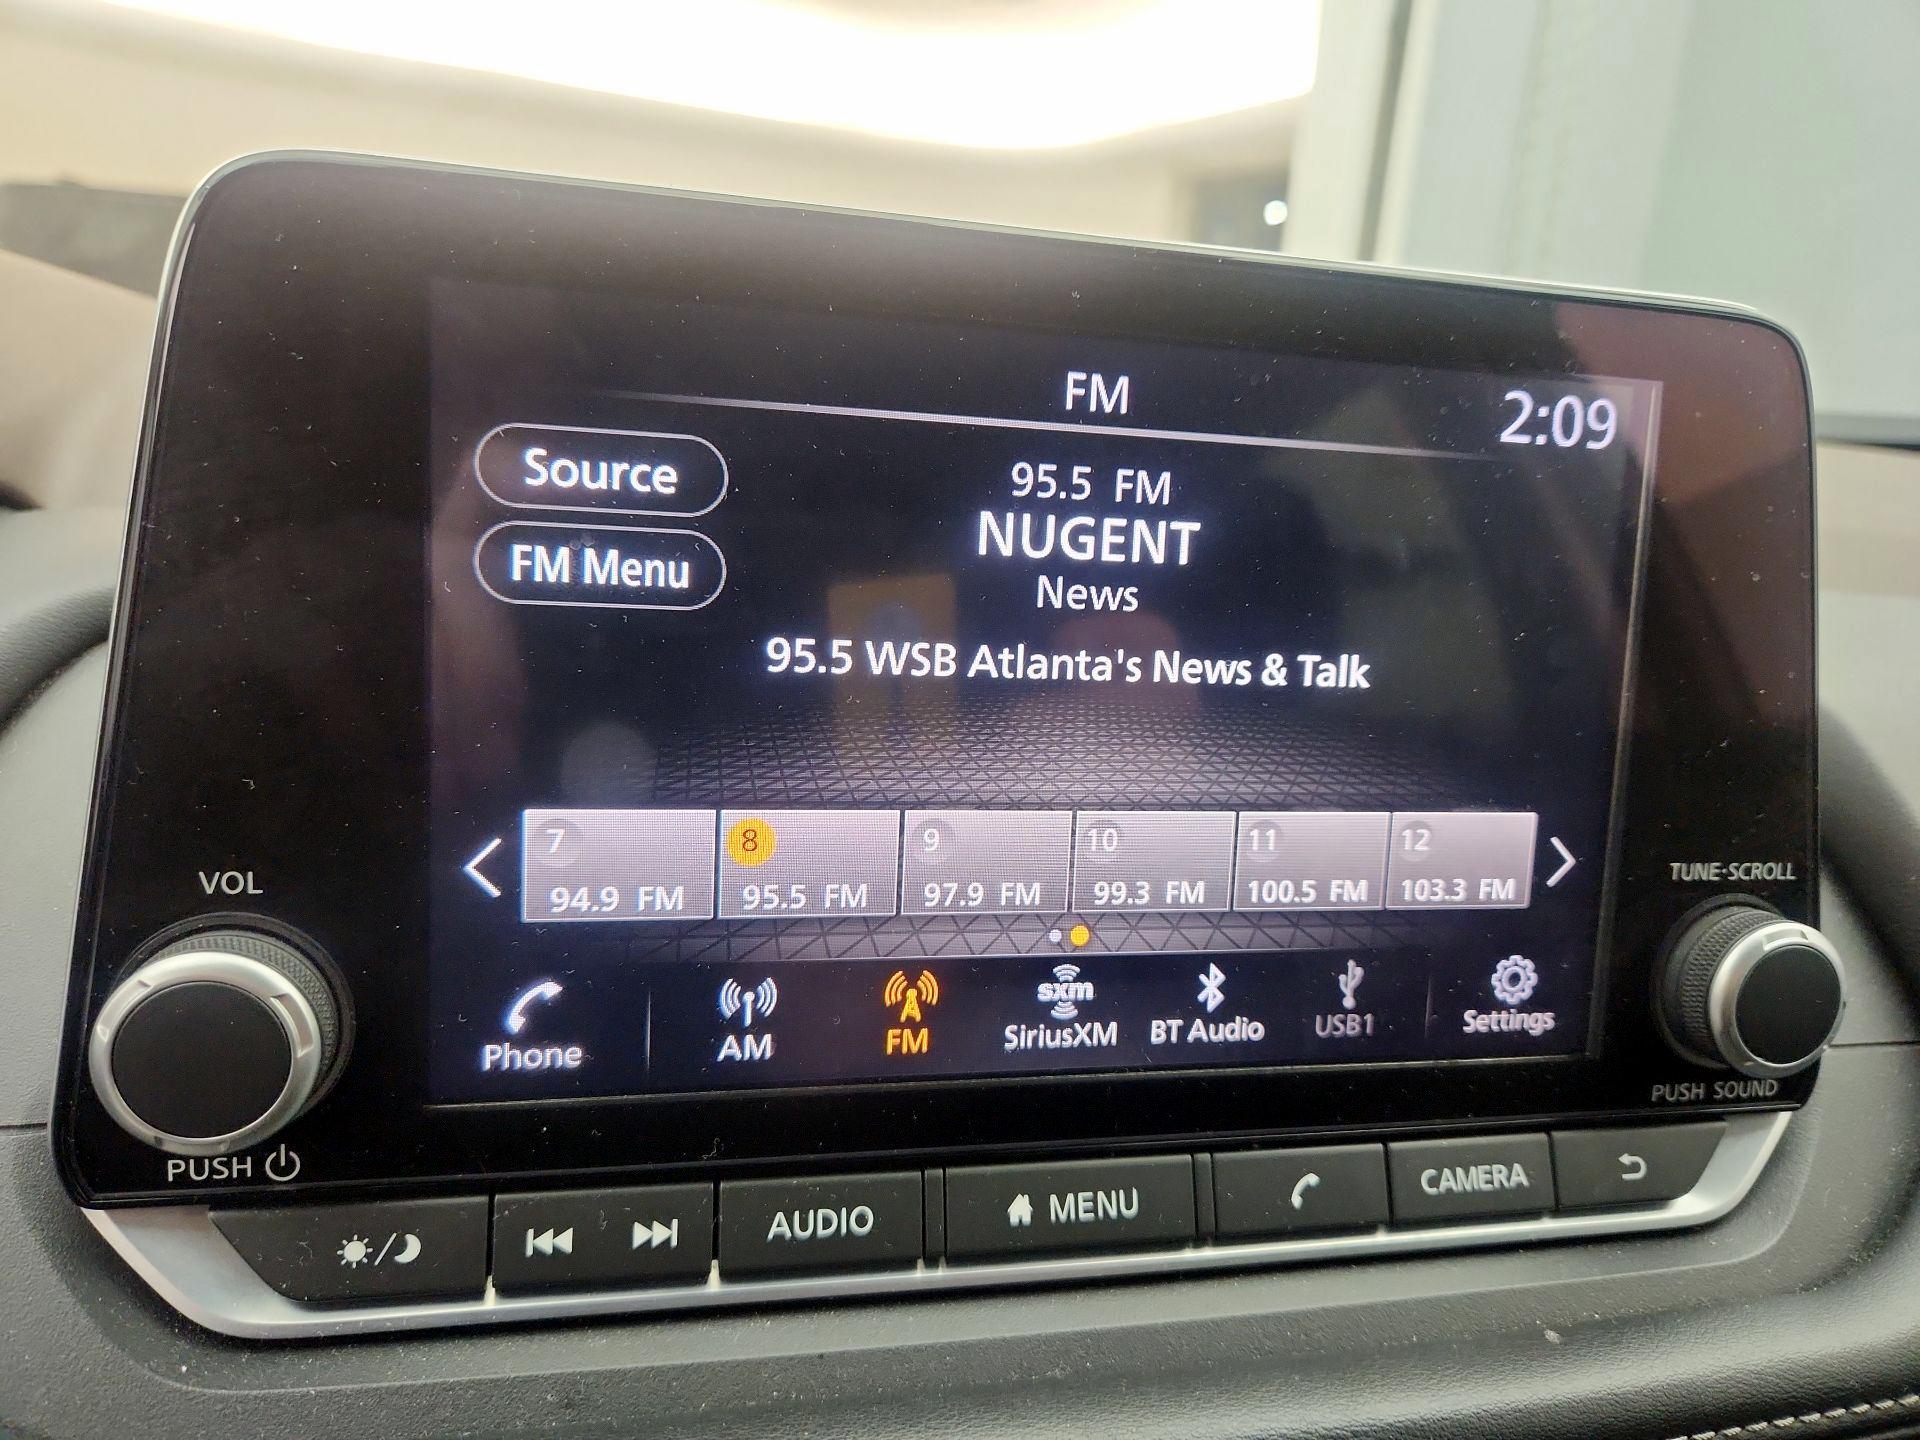 FM
2:09
Source
95.5 FM
NUGENT
FM Menu
News
95.5 WSB Atlanta's News & Talk
7
8
9
10
11
12
94.9 FM
95.5 FM
97.9 FM
99.3 FM
100.5 FM
103.3 FM
VOL
TUNE·SCROLL
Phone
AM
FM
sxm
SiriusXM
BT Audio
USB1
Settings
PUSH
PUSH SOUND
AUDIO
MENU
CAMERA